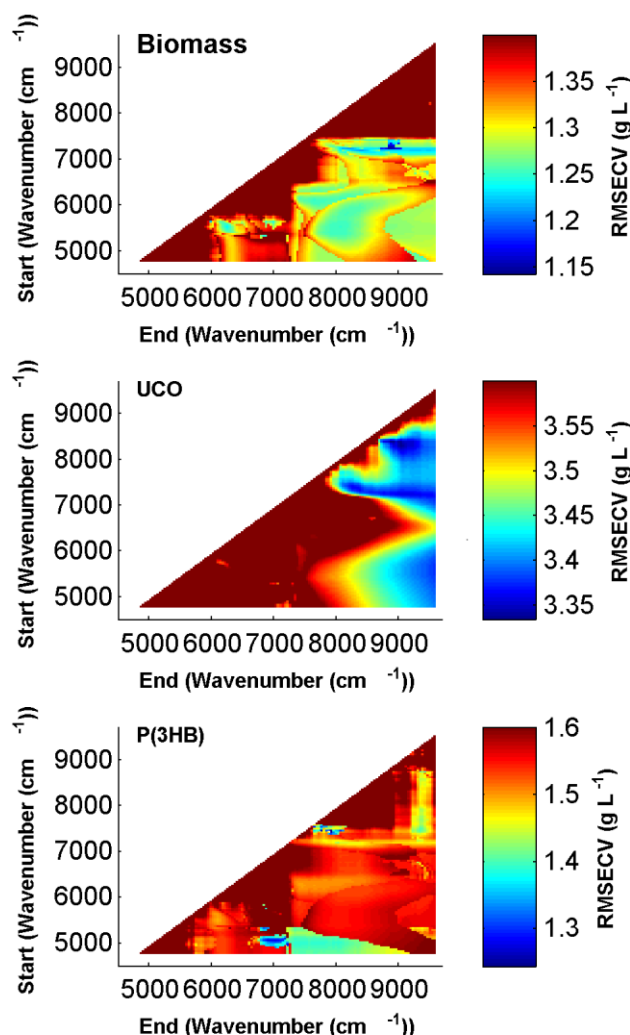 Biomass
Start (Wavenumber (cm ⁻¹))
9000
8000
7000
6000
5000
5000 6000 7000 8000 9000
End (Wavenumber (cm ⁻¹))
1.35
1.3
1.25
1.2
1.15
RMSECV (g L⁻¹)
UCO
Start (Wavenumber (cm ⁻¹))
9000
8000
7000
6000
5000
5000 6000 7000 8000 9000
End (Wavenumber (cm ⁻¹))
3.55
3.5
3.45
3.4
3.35
RMSECV (g L⁻¹)
P(3HB)
Start (Wavenumber (cm ⁻¹))
9000
8000
7000
6000
5000
5000 6000 7000 8000 9000
End (Wavenumber (cm ⁻¹))
1.6
1.5
1.4
1.3
RMSECV (g L⁻¹)